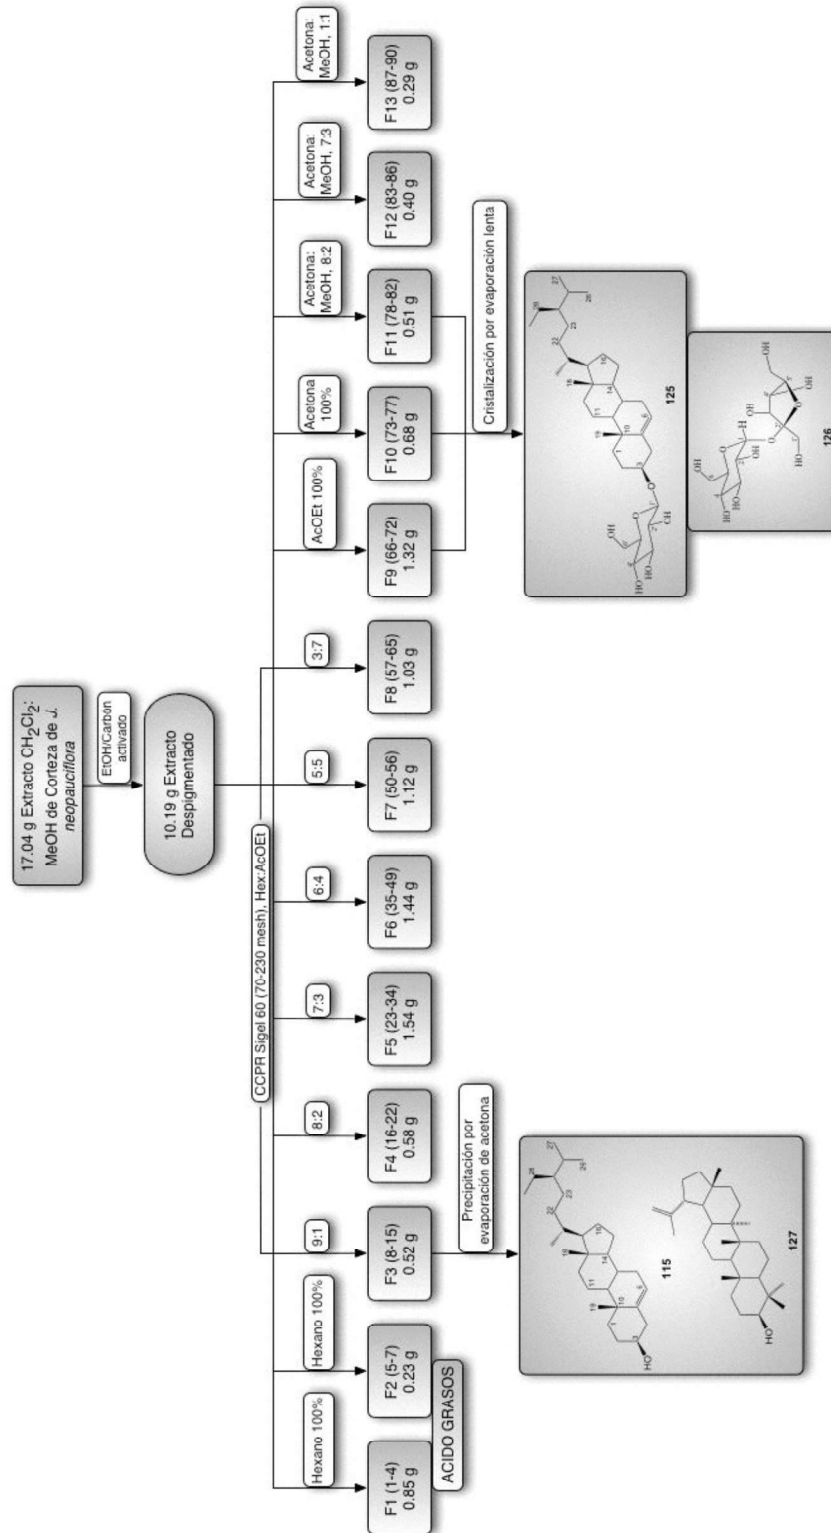 17.04 g Extracto CH2Cl2:
MeOH de Corteza de J.
neopauciflora
EtOH/Carbón
activado
10.19 g Extracto
Despigmentado
CCPR Sigel 60 (70-230 mesh), Hex:AcOEt
Hexano 100%
Hexano 100%
9:1
8:2
7:3
6:4
5:5
3:7
AcOEt 100%
Acetona
100%
Acetona:
MeOH, 8:2
Acetona:
MeOH, 7:3
Acetona:
MeOH, 1:1
F1 (1-4)
0.85 g
F2 (5-7)
0.23 g
F3 (8-15)
0.52 g
F4 (16-22)
0.58 g
F5 (23-34)
1.54 g
F6 (35-49)
1.44 g
F7 (50-56)
1.12 g
F8 (57-65)
1.03 g
F9 (66-72)
1.32 g
F10 (73-77)
0.68 g
F11 (78-82)
0.51 g
F12 (83-86)
0.40 g
F13 (87-90)
0.29 g
ACIDO GRASOS
Precipitación por
evaporación de acetona
Cristalización por evaporación lenta
HO
115
HO
127
125
126